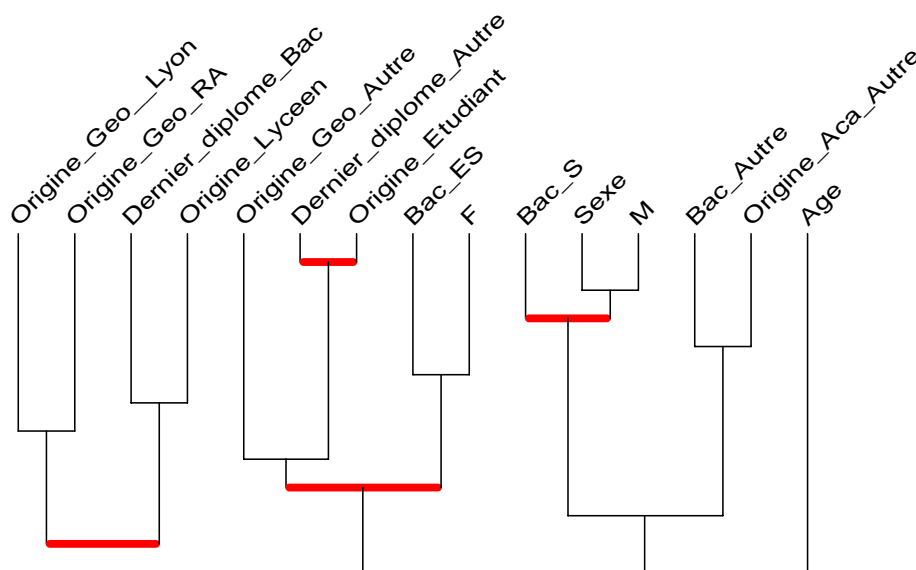 Origine_Geo__Lyon
Origine_Geo_RA
Dernier_diplome_Bac
Origine_Lyceen
Origine_Geo_Autre
Dernier_diplome_Autre
Origine_Etudiant
Bac_ES
F
Bac_S
Sexe
M
Bac_Autre
Origine_Aca_Autre
Age